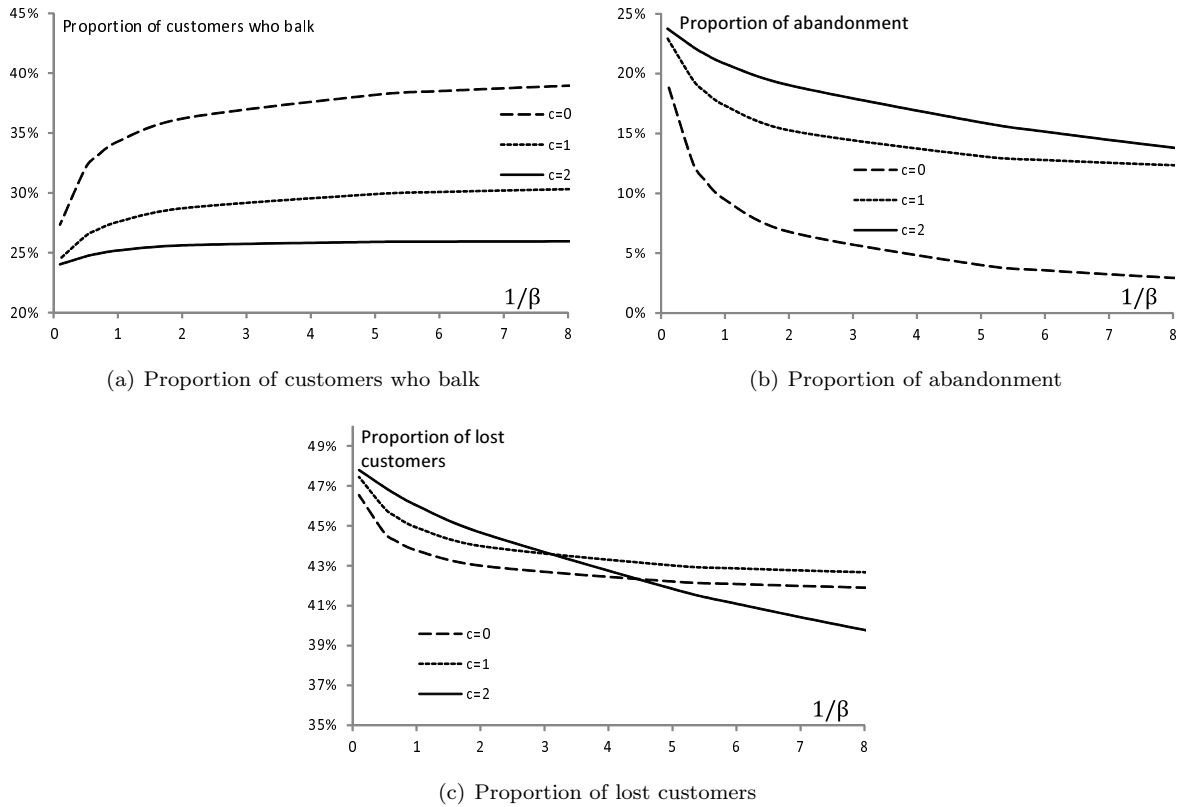 45%
40%
35%
30%
25%
20%
Proportion of customers who balk
c=0
c=1
c=2
1/β
0 1 2 3 4 5 6 7 8
(a) Proportion of customers who balk
25%
20%
15%
10%
5%
0%
Proportion of abandonment
c=0
c=1
c=2
1/β
0 1 2 3 4 5 6 7 8
(b) Proportion of abandonment
49%
47%
45%
43%
41%
39%
37%
35%
Proportion of lost
customers
c=0
c=1
c=2
1/β
0 1 2 3 4 5 6 7 8
(c) Proportion of lost customers